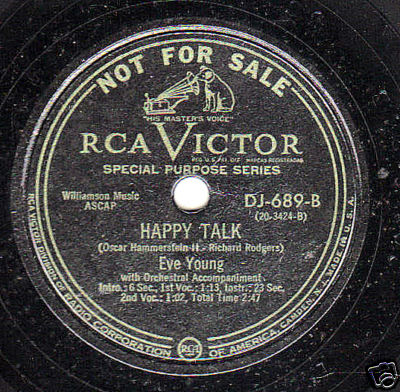 NOT FOR SALE
"HIS MASTER'S VOICE"
RCA VICTOR
REG. U.S. PAT. OFF. MARCAS REGISTRADAS
SPECIAL PURPOSE SERIES
Williamson Music
ASCAP
DJ-689-B
(20-3424-B)
HAPPY TALK
(Oscar Hammerstein II - Richard Rodgers)
Eve Young
with Orchestral Accompaniment
Intro.: 6 Sec., 1st Voc.: 1:13, Instr.: 23 Sec.
2nd Voc.: 1:02, Total Time 2:47
RCA VICTOR DIVISION OF RADIO CORPORATION OF AMERICA, CAMDEN, N. J. MADE IN U. S. A.
RCA